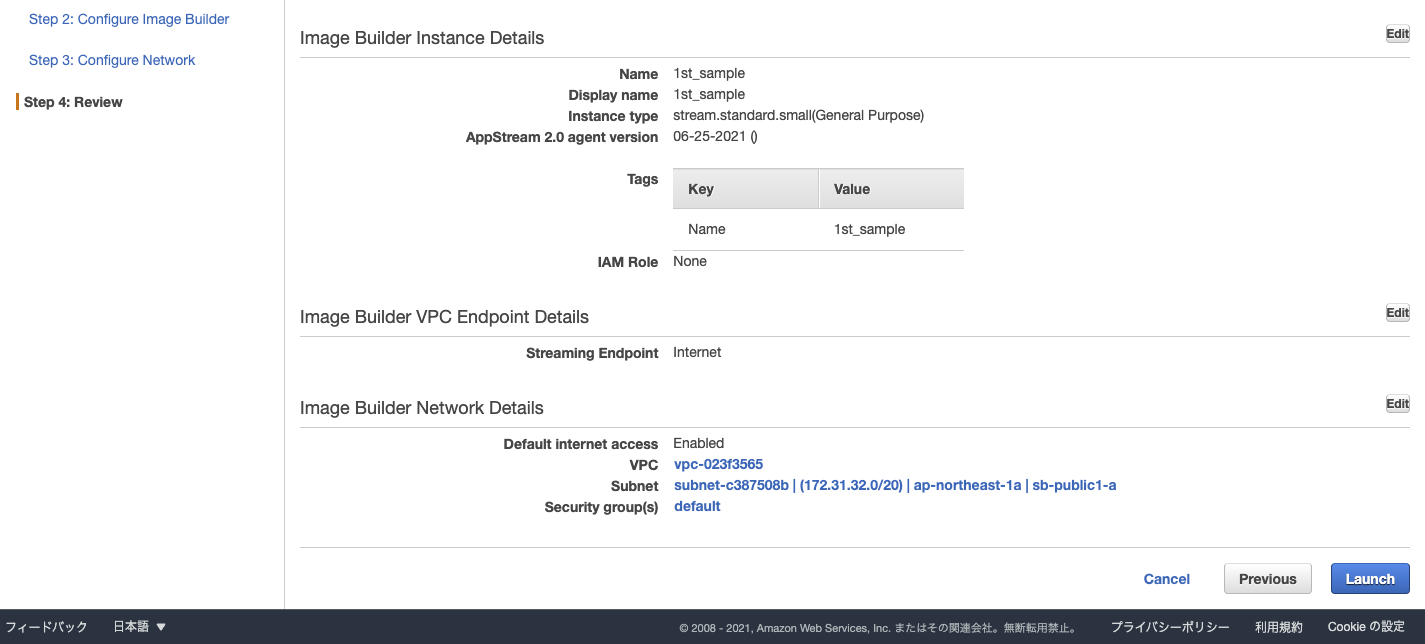 Step 2: Configure Image Builder
Step 3: Configure Network
Step 4: Review
Image Builder Instance Details
Edit
Name 1st_sample
Display name 1st_sample
Instance type stream.standard.small(General Purpose)
AppStream 2.0 agent version 06-25-2021 ()
Tags
Key Value
Name 1st_sample
IAM Role None
Image Builder VPC Endpoint Details
Edit
Streaming Endpoint Internet
Image Builder Network Details
Edit
Default internet access Enabled
VPC vpc-023f3565
Subnet subnet-c387508b | (172.31.32.0/20) | ap-northeast-1a | sb-public1-a
Security group(s) default
Cancel Previous Launch
フィードバック 日本語 ▼ © 2008 - 2021, Amazon Web Services, Inc. またはその関連会社。無断転用禁止。 プライバシーポリシー 利用規約 Cookie の設定